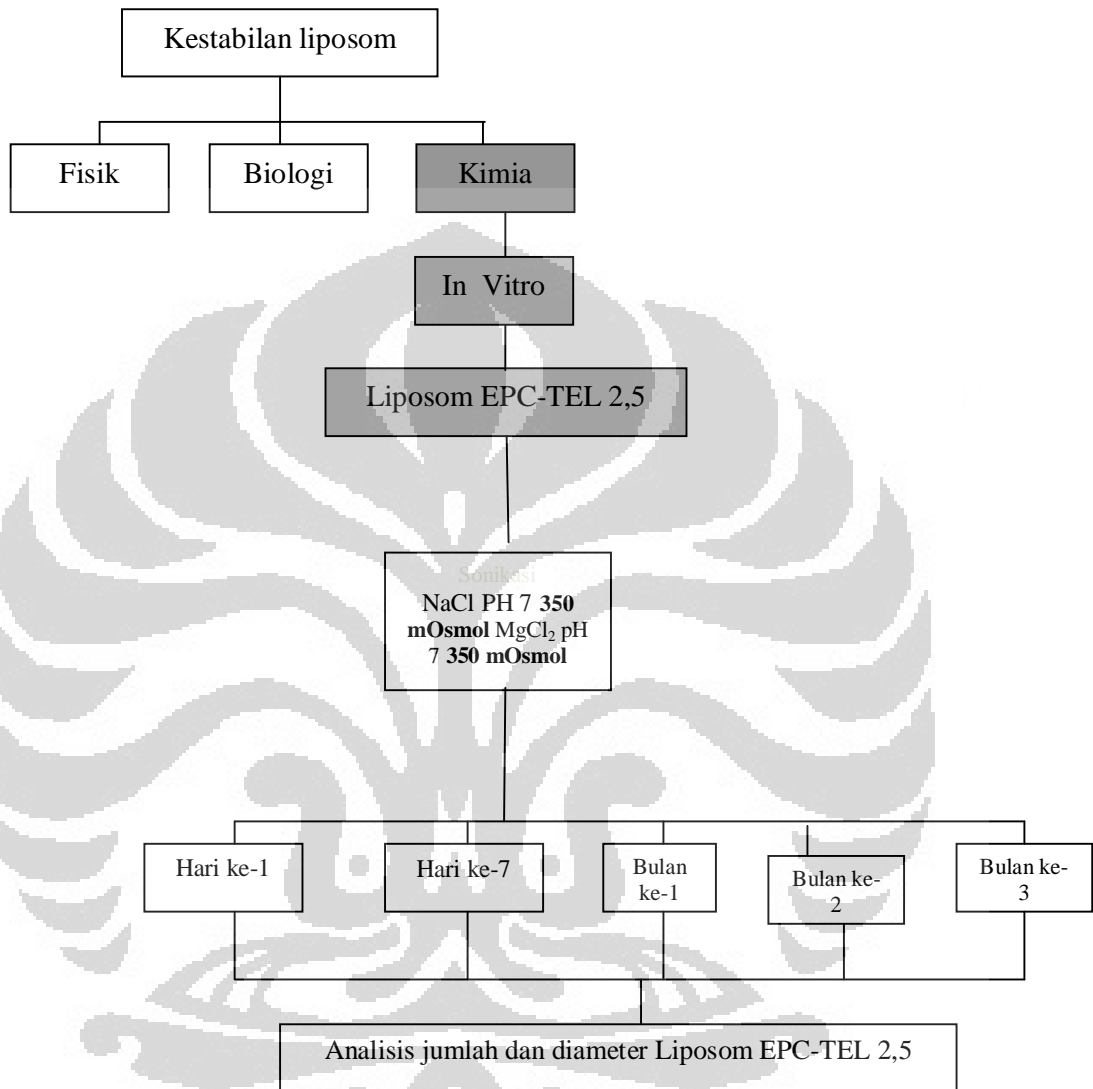 Kestabilan liposom
Fisik
Biologi
Kimia
In Vitro
Liposom EPC-TEL 2,5
Sonikasi
NaCl PH 7 350
mOsmol MgCl₂ pH
7 350 mOsmol
Hari ke-1
Hari ke-7
Bulan
ke-1
Bulan ke-
2
Bulan ke-
3
Analisis jumlah dan diameter Liposom EPC-TEL 2,5